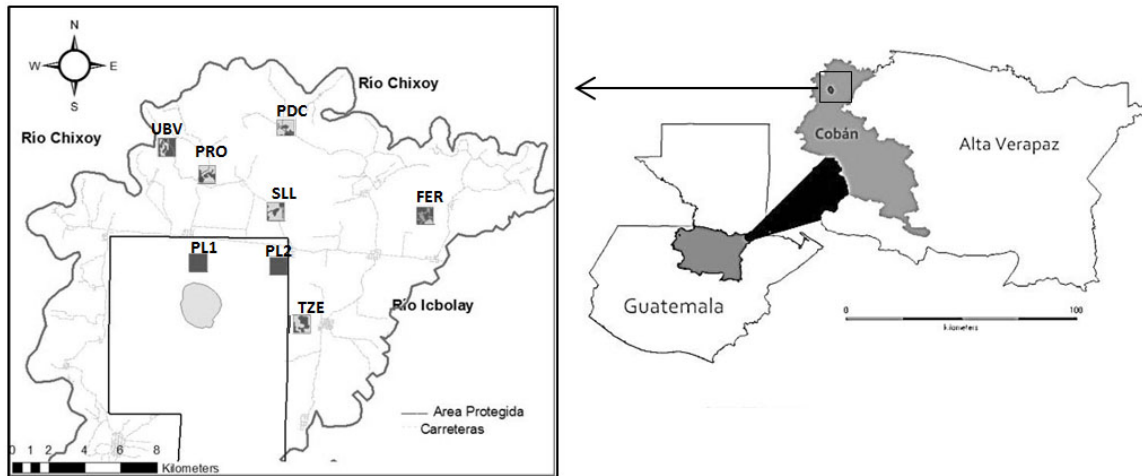 N
W E
S
Río Chixoy
Río Chixoy
PDC
UBV
PRO
SLL
FER
PL1
PL2
TZE
Río Icbolay
Area Protegida
Carreteras
0 1 2 4 6 8
Kilometers
Cobán
Alta Verapaz
Guatemala
0 100
kilometers